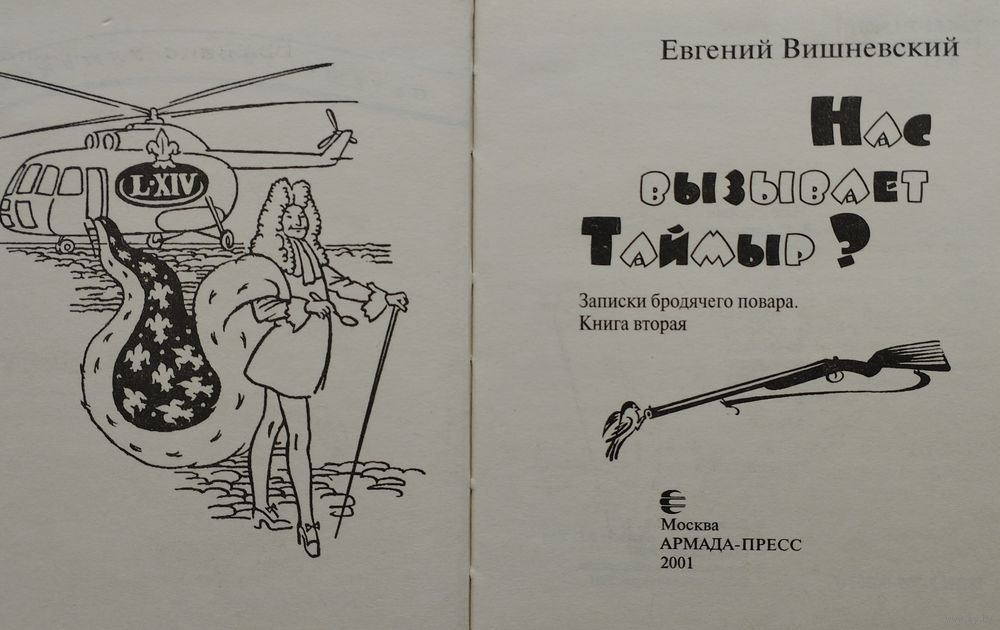 L·XIV
Евгений Вишневский
Нас
вызывает
Таймыр?
Записки бродячего повара.
Книга вторая
Москва
АРМАДА-ПРЕСС
2001